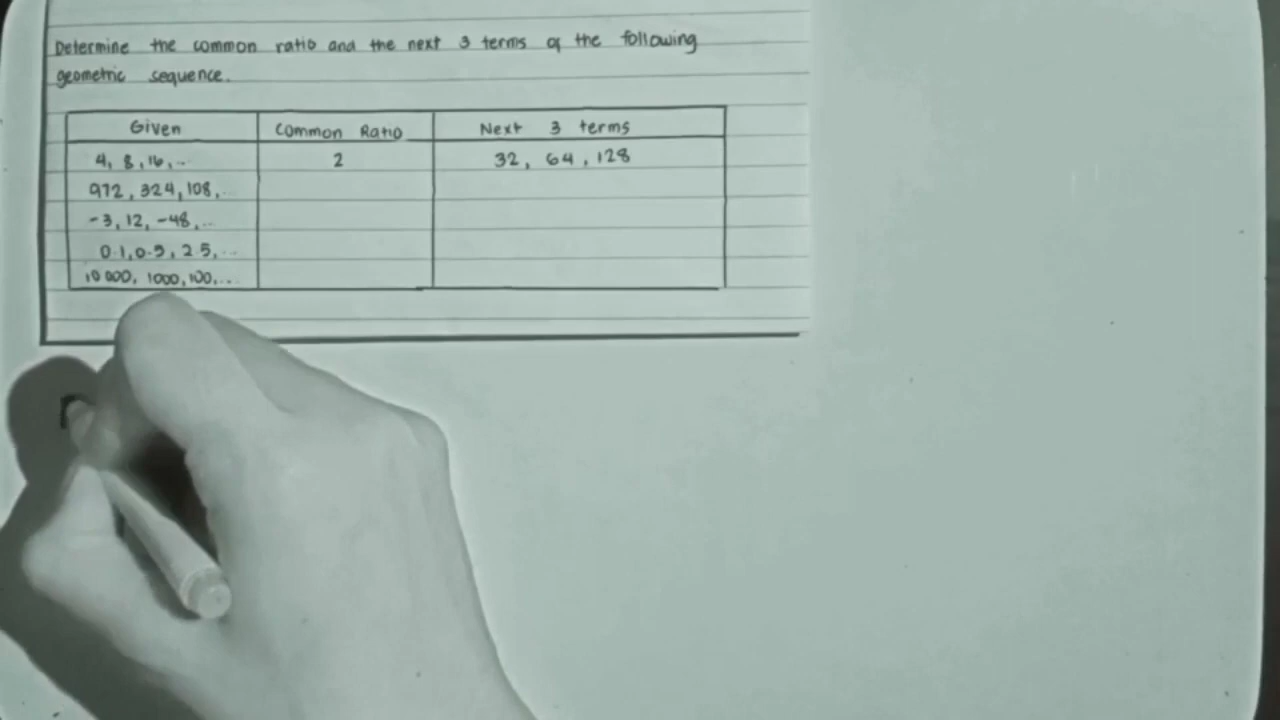 Determine the common ratio and the next 3 terms of the following
geometric sequence.
Given Common Ratio Next 3 terms
4, 8, 16, .. 2 32, 64, 128
972, 324, 108, ..
-3, 12, -48, ...
0.1, 0.5, 2.5, ...
10 000, 1000, 100, ...